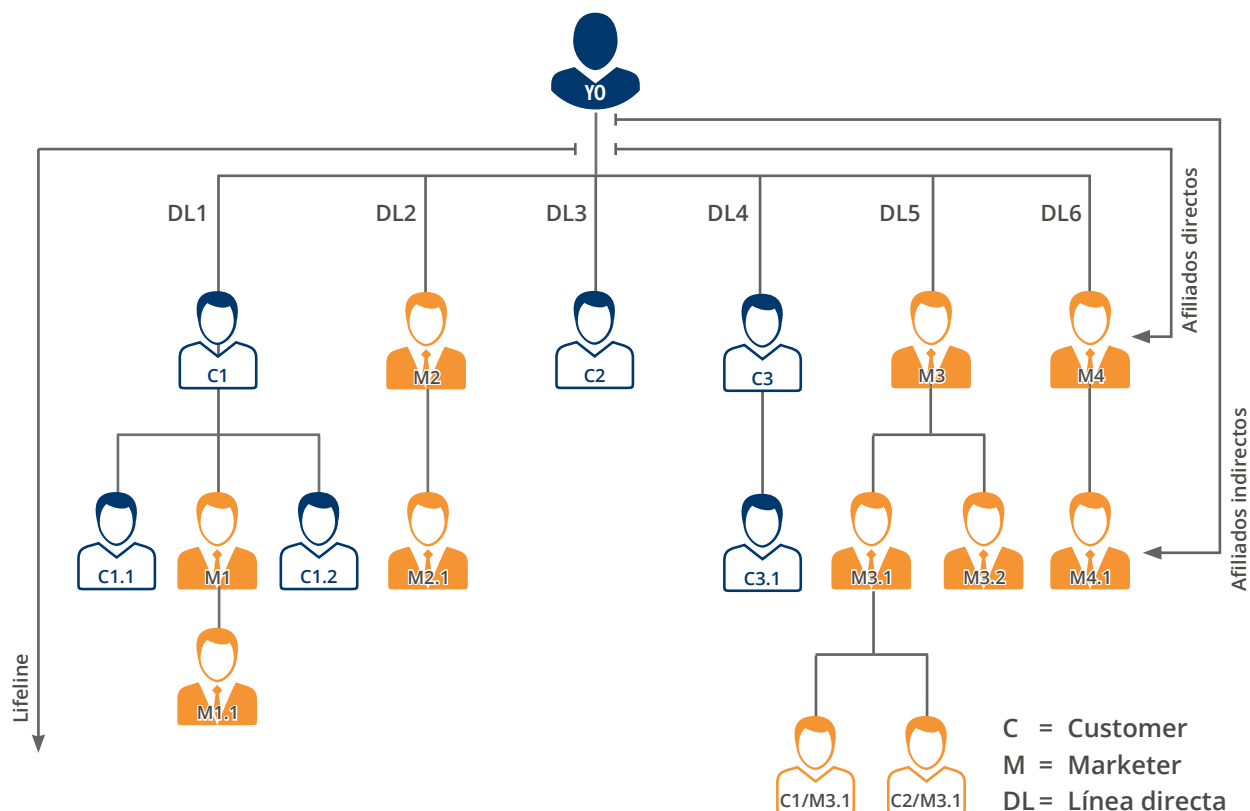 YO
DL1
DL2
DL3
DL4
DL5
DL6
Afiliados directos
C1
M2
C2
C3
M3
M4
Afiliados indirectos
C1.1
M1
C1.2
M2.1
C3.1
M3.1
M3.2
M4.1
Lifeline
M1.1
C1/M3.1
C2/M3.1
C = Customer
M = Marketer
DL = Línea directa